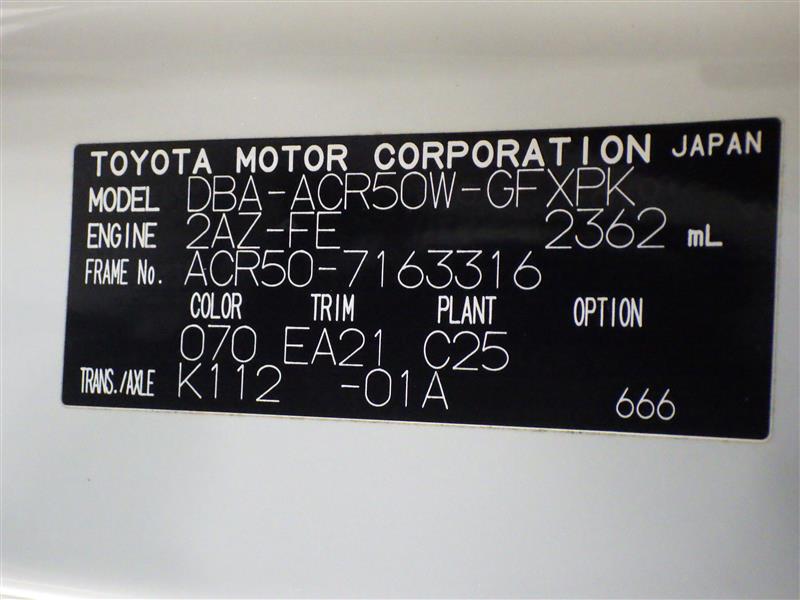 TOYOTA MOTOR CORPORATION JAPAN
MODEL DBA-ACR50W-GFXPK
ENGINE 2AZ-FE 2362 mL
FRAME No. ACR50-7163316
COLOR TRIM PLANT OPTION
070 EA21 C25
TRANS./AXLE K112 -01A
666